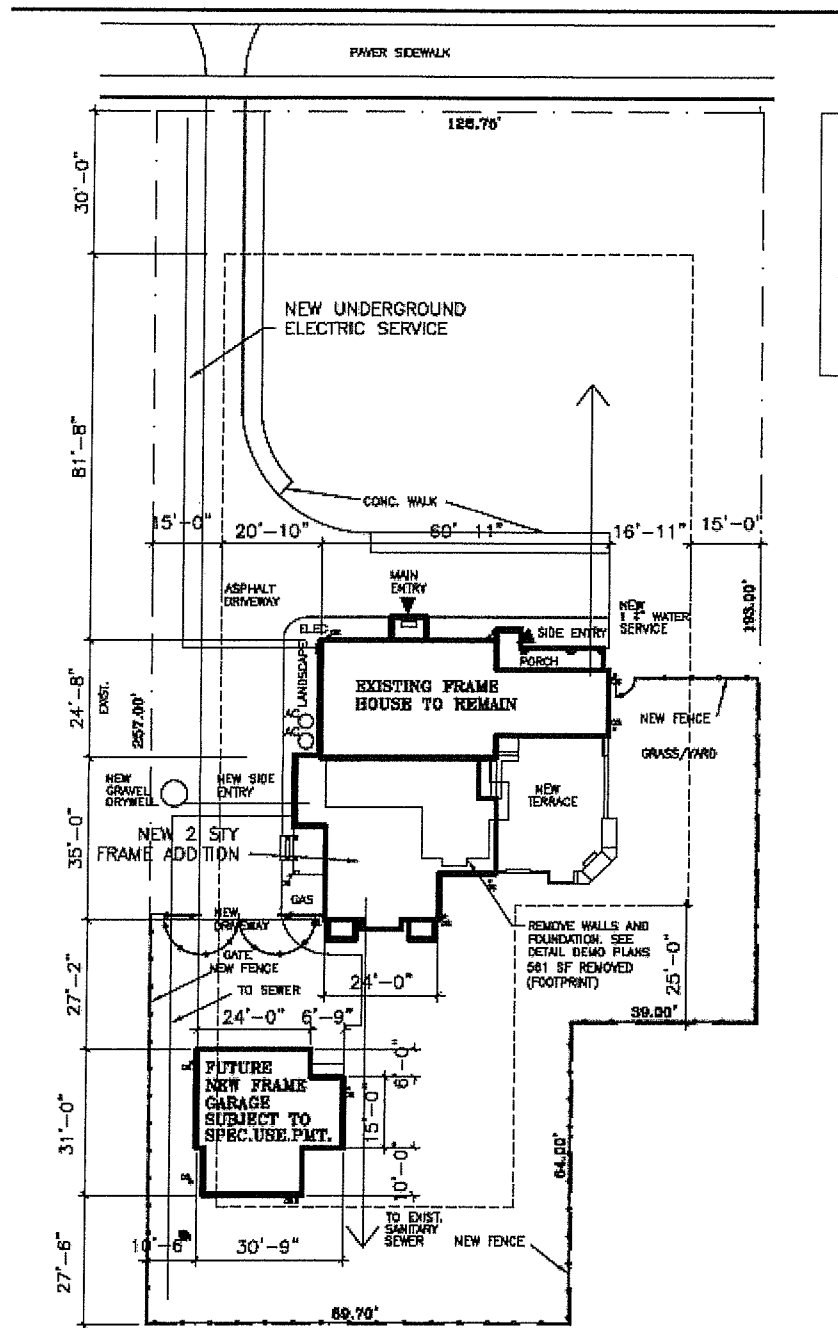 PAVER SIDEWALK
126.75'
30'-0"
NEW UNDERGROUND
ELECTRIC SERVICE
81'-8"
CONC. WALK
15'-0"
20'-10"
60'-11"
16'-11"
15'-0"
ASPHALT
DRIVEWAY
MAIN
ENTRY
NEW
WATER
SERVICE
193.00'
ELEC
SIDE ENTRY
PORCH
LANDSCAPE
EXISTING FRAME
HOUSE TO REMAIN
24'-8"
EXIST.
257.00'
NEW FENCE
GRASS/YARD
NEW
GRAVEL
DRYWELL
NEW SIDE
ENTRY
NEW
TERRACE
NEW 2 STY
FRAME ADDITION
35'-0"
GAS
NEW
DRIVEWAY
GATE
NEW FENCE
TO SEWER
REMOVE WALLS AND
FOUNDATION. SEE
DETAIL DEMO PLANS
561 SF REMOVED
(FOOTPRINT)
25'-0"
24'-0"
27'-2"
39.00'
24'-0"
6'-9"
FUTURE
NEW FRAME
GARAGE
SUBJECT TO
SPEC.USE.PMT.
6'-0"
15'-0"
31'-0"
10'-0"
64.00'
TO EXIST.
SANITARY
SEWER
NEW FENCE
10'-6"
30'-9"
27'-6"
89.70'